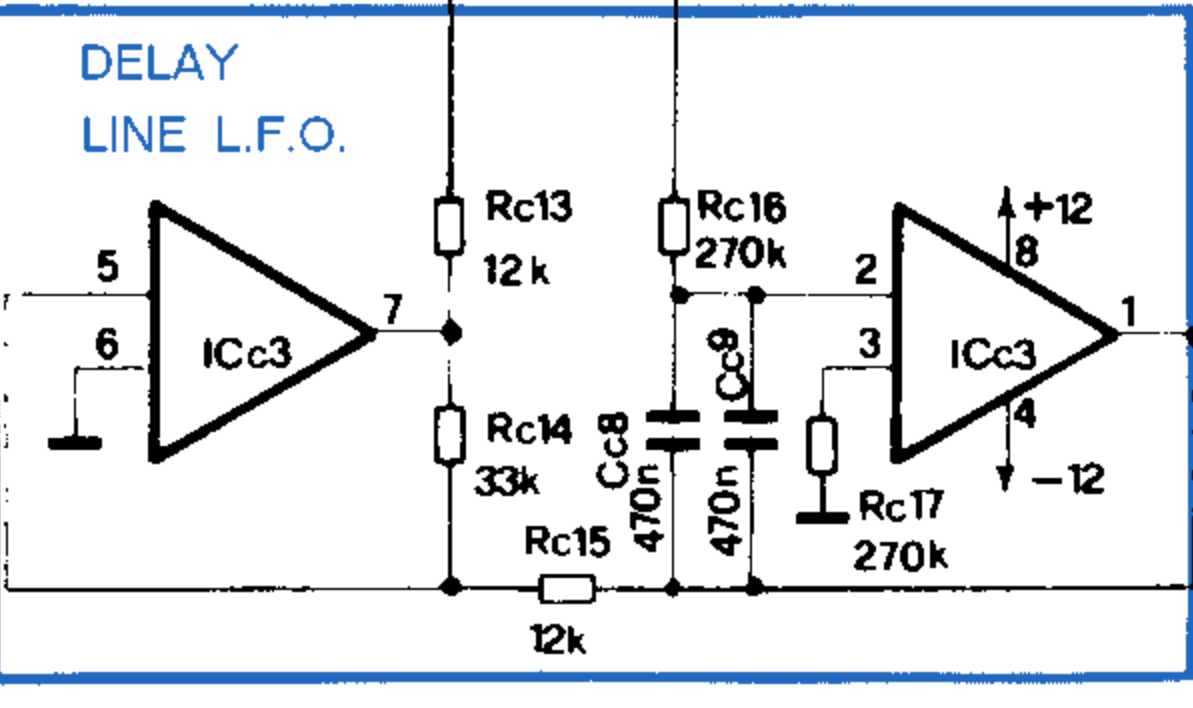 DELAY
LINE L.F.O.
5
6
ICc3
7
Rc13
12k
Rc14
33k
Rc15
12k
Rc16
270k
Cc8
470n
Cc9
470n
2
3
ICc3
+12
8
1
4
-12
Rc17
270k